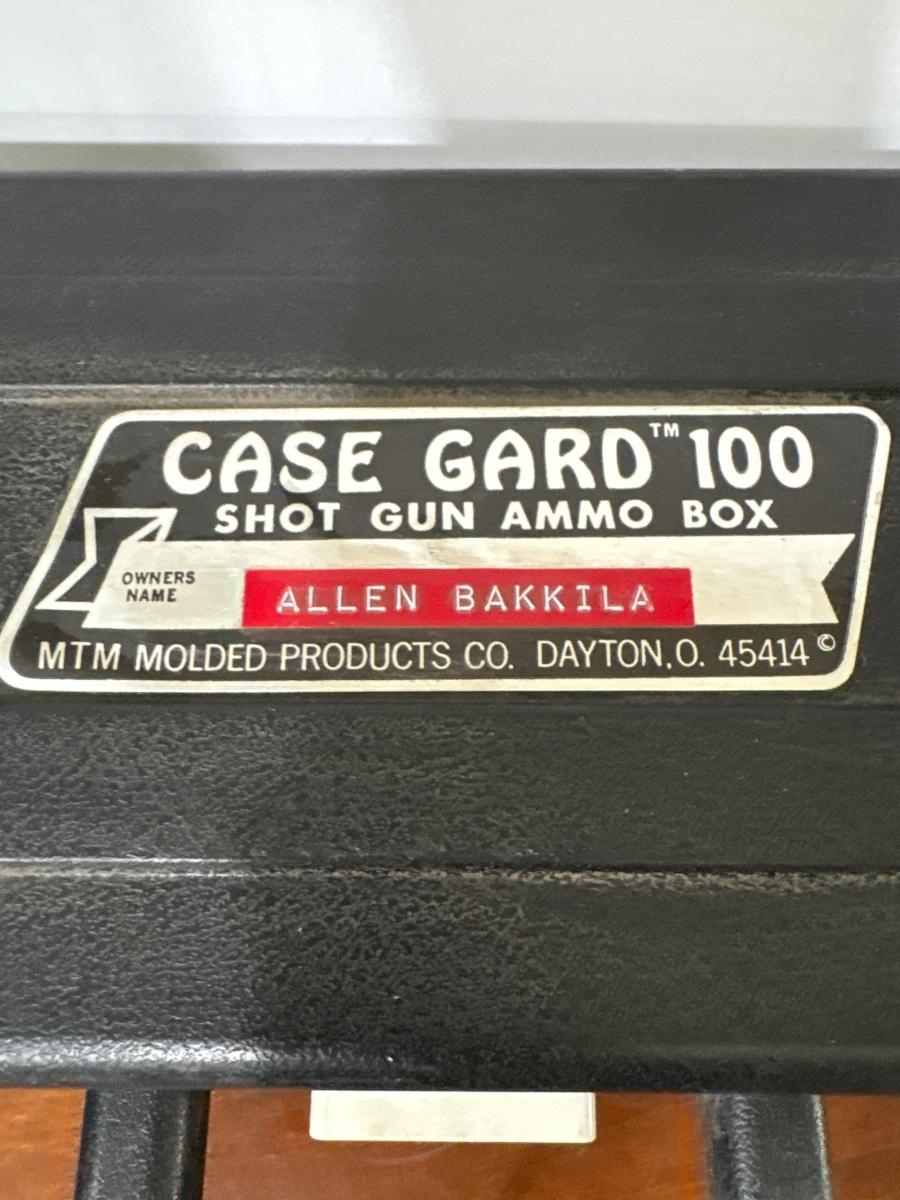 CASE GARD™ 100
SHOT GUN AMMO BOX
OWNERS
NAME
ALLEN BAKKILA
MTM MOLDED PRODUCTS CO. DAYTON, O. 45414 ©